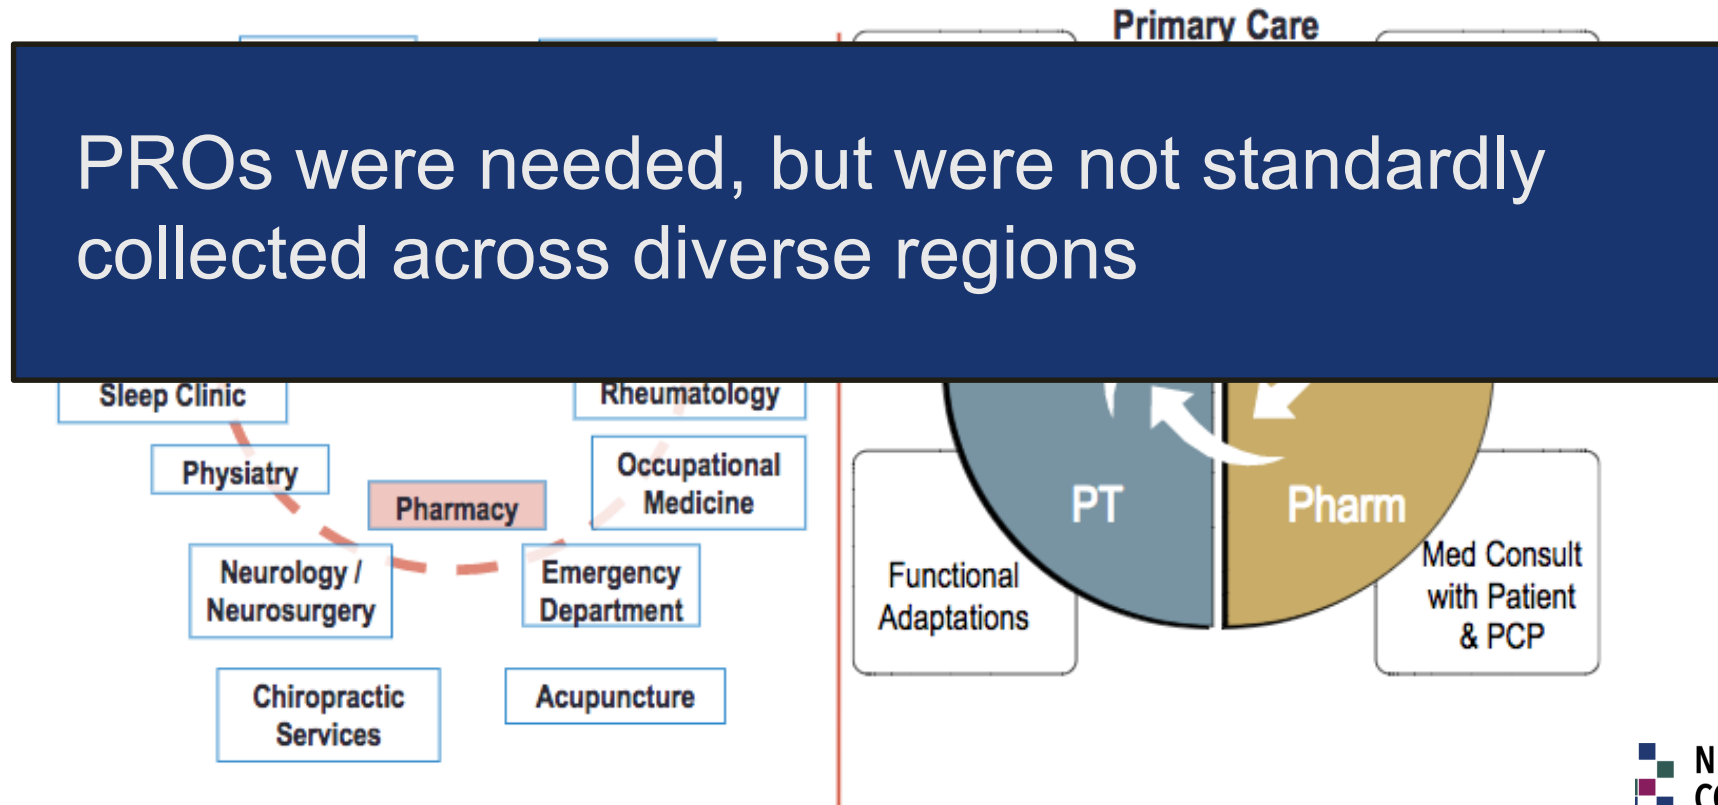 Primary Care
PROs were needed, but were not standardly
collected across diverse regions
Sleep Clinic
Rheumatology
Physiatry
Pharmacy
Occupational
Medicine
Neurology /
Neurosurgery
Emergency
Department
Chiropractic
Services
Acupuncture
PT
Pharm
Functional
Adaptations
Med Consult
with Patient
& PCP